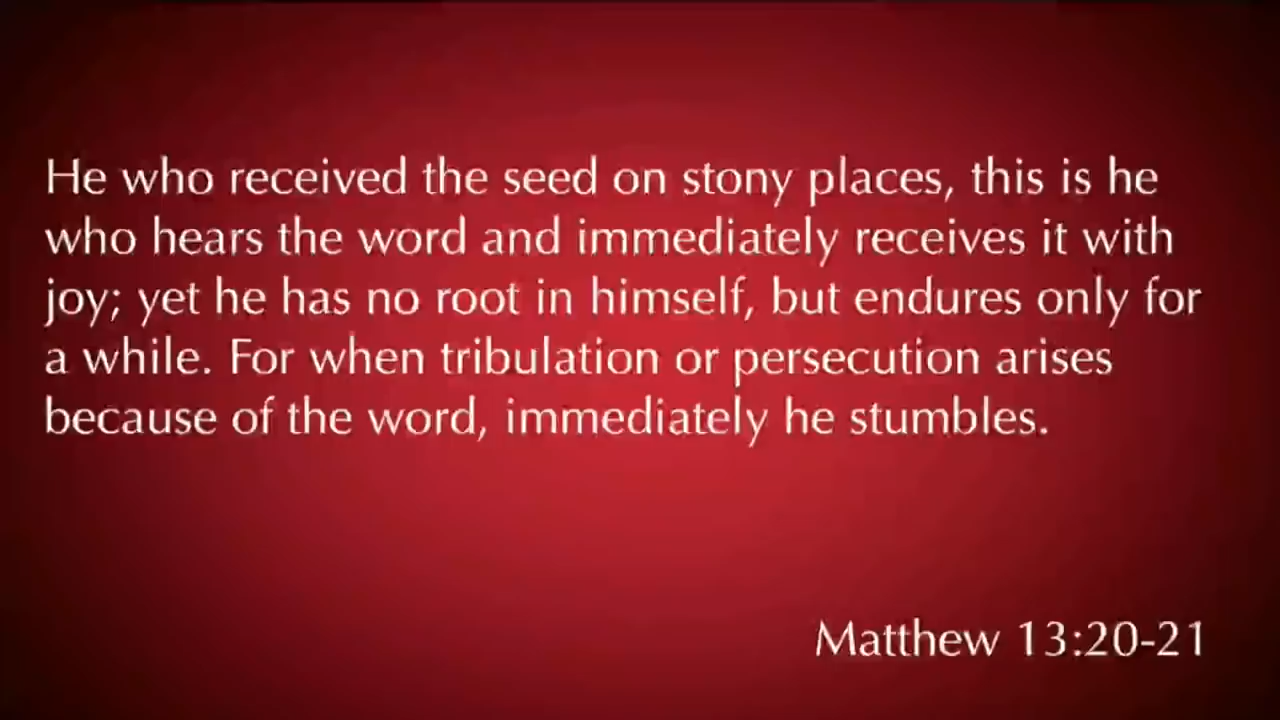 He who received the seed on stony places, this is he
who hears the word and immediately receives it with
joy; yet he has no root in himself, but endures only for
a while. For when tribulation or persecution arises
because of the word, immediately he stumbles.
Matthew 13:20-21